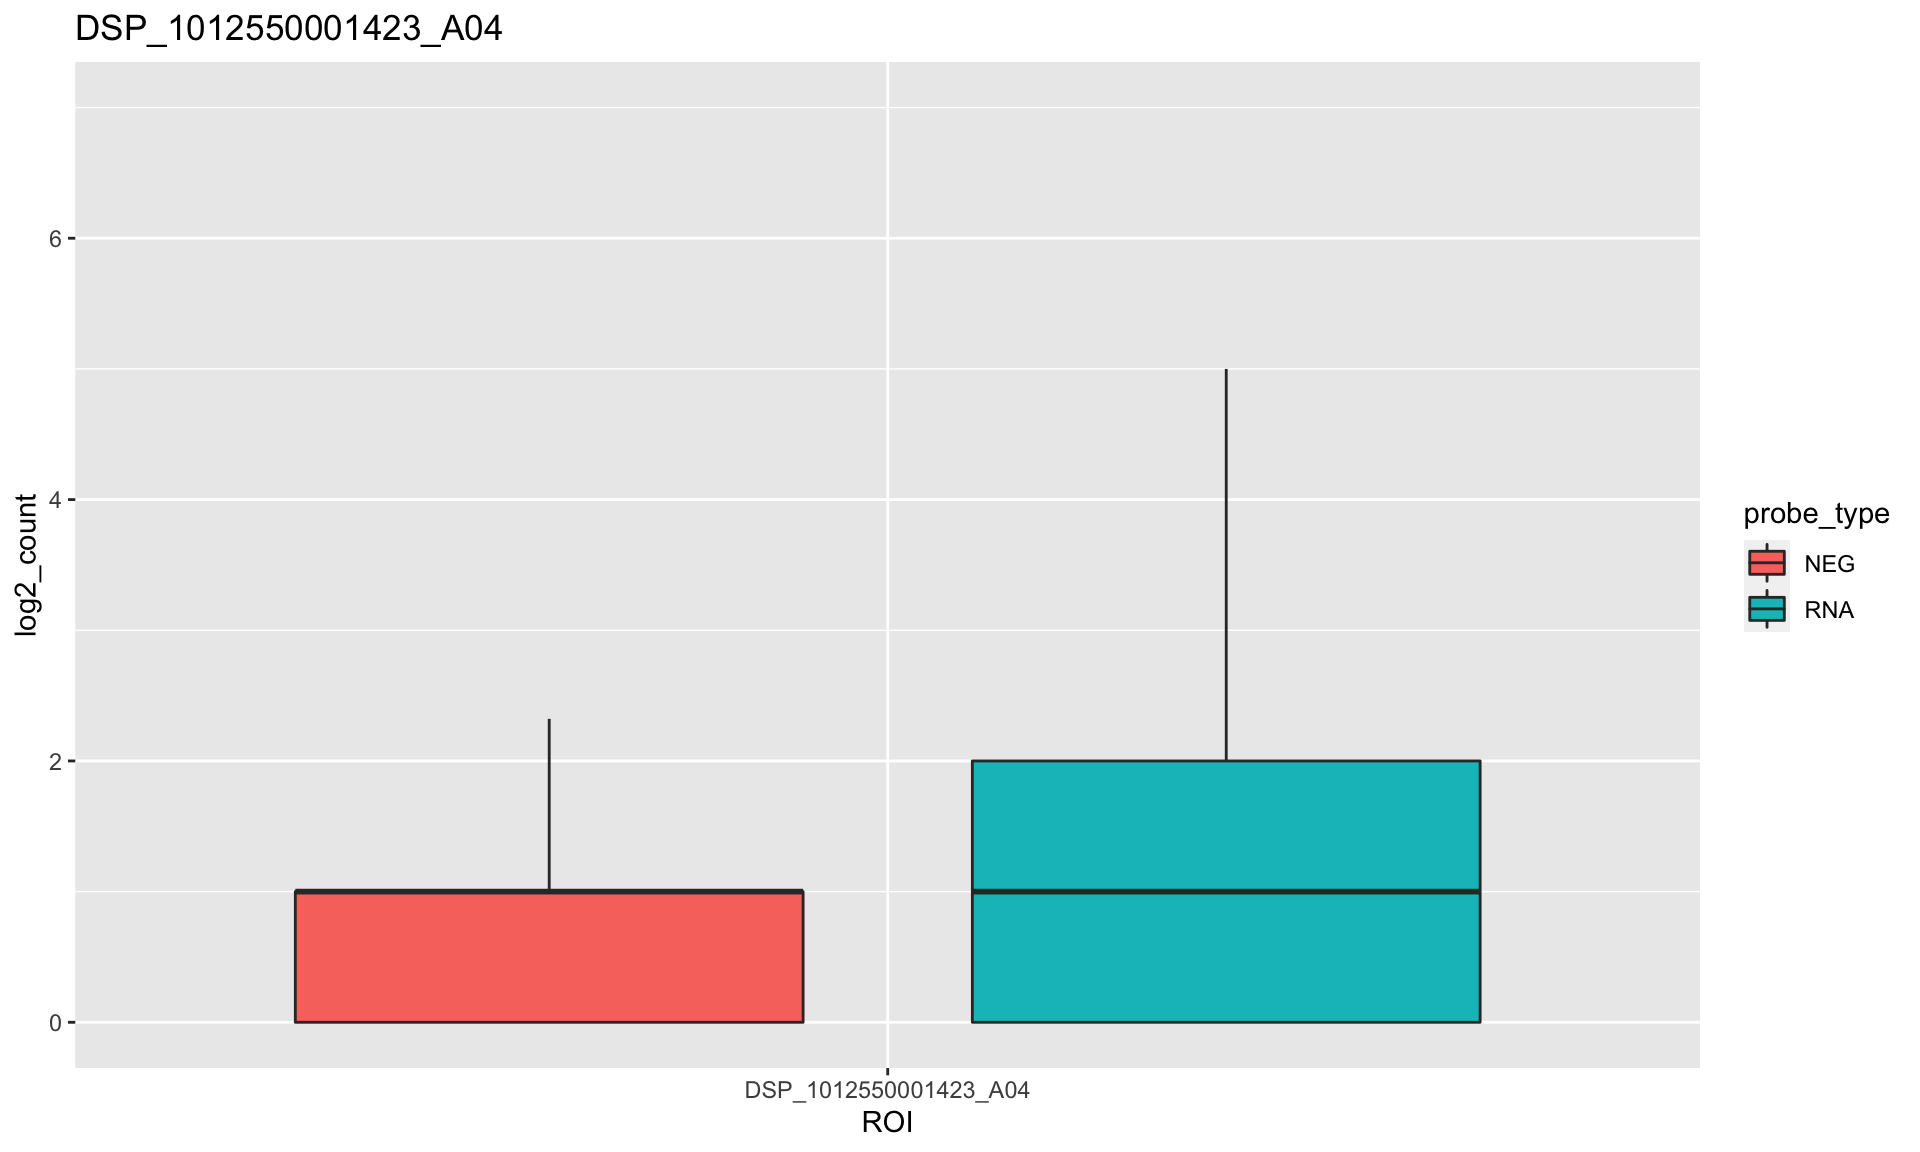 DSP_1012550001423_A04
log2_count
6
4
2
0
DSP_1012550001423_A04
ROI
probe_type
NEG
RNA